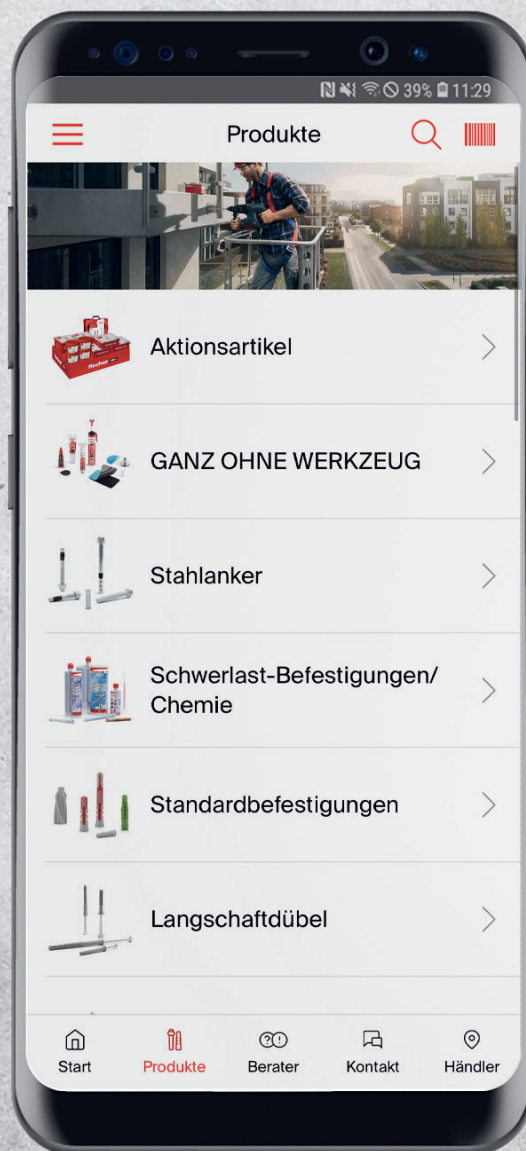 39% 11:29
Produkte
fischer
Aktionsartikel
GANZ OHNE WERKZEUG
Stahlanker
Schwerlast-Befestigungen/
Chemie
Standardbefestigungen
Langschaftdübel
Start
Produkte
Berater
Kontakt
Händler